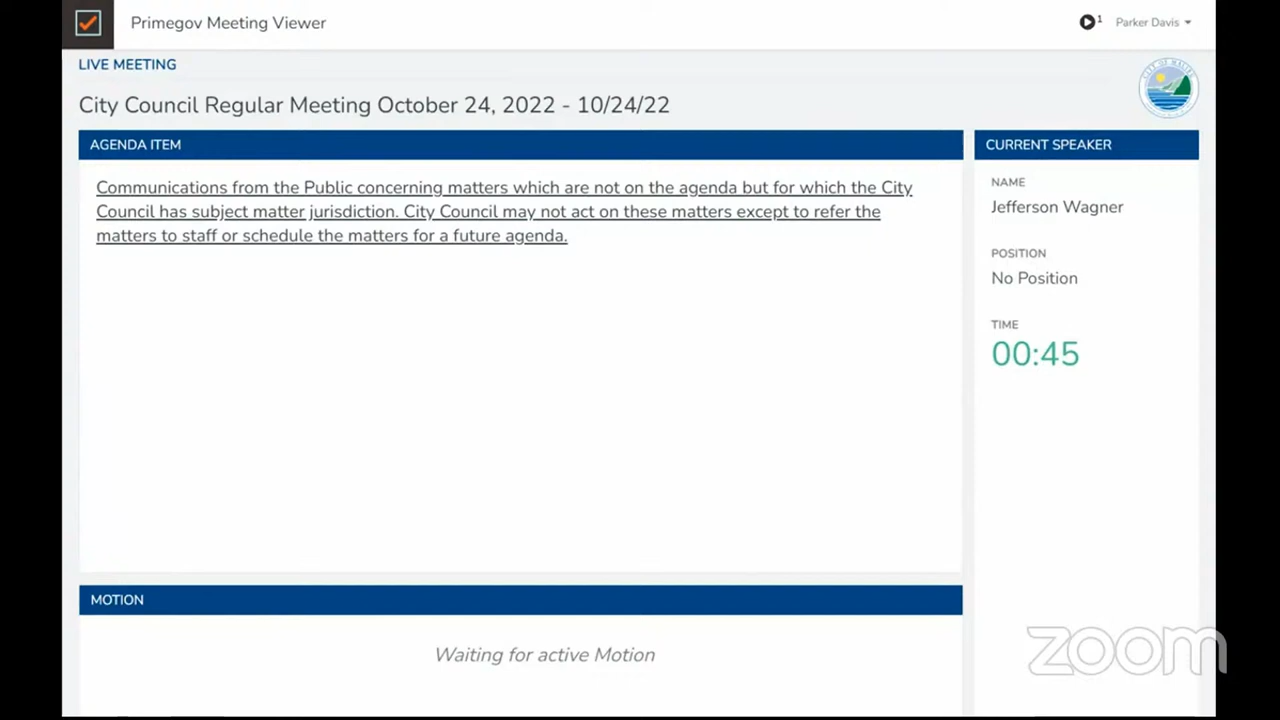 Primegov Meeting Viewer
1
Parker Davis
LIVE MEETING
City Council Regular Meeting October 24, 2022 - 10/24/22
CITY OF MALIBU
AGENDA ITEM
Communications from the Public concerning matters which are not on the agenda but for which the City
Council has subject matter jurisdiction. City Council may not act on these matters except to refer the
matters to staff or schedule the matters for a future agenda.
CURRENT SPEAKER
NAME
Jefferson Wagner
POSITION
No Position
TIME
00:45
MOTION
Waiting for active Motion
zoom